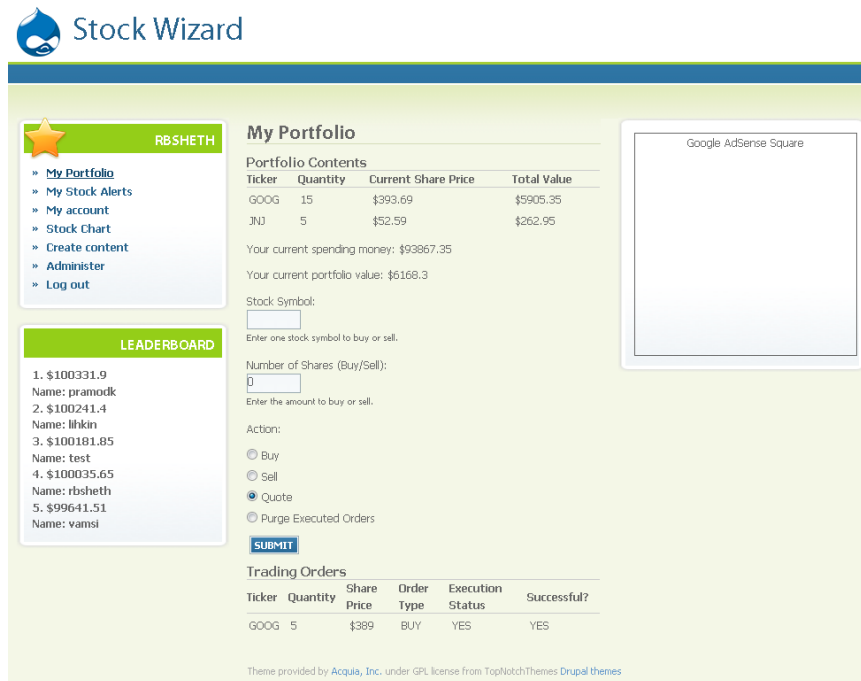 Stock Wizard
RBSHETH
» My Portfolio
» My Stock Alerts
» My account
» Stock Chart
» Create content
» Administer
» Log out
LEADERBOARD
1. $100331.9
Name: pramodk
2. $100241.4
Name: lihkin
3. $100181.85
Name: test
4. $100035.65
Name: rbsheth
5. $99641.51
Name: vamsi
My Portfolio
Portfolio Contents
Ticker Quantity Current Share Price Total Value
GOOG 15 $393.69 $5905.35
JNJ 5 $52.59 $262.95
Your current spending money: $93867.35
Your current portfolio value: $6168.3
Stock Symbol:
Enter one stock symbol to buy or sell.
Number of Shares (Buy/Sell):
0
Enter the amount to buy or sell.
Action:
Buy
Sell
Quote
Purge Executed Orders
SUBMIT
Trading Orders
Ticker Quantity Share Price Order Type Execution Status Successful?
GOOG 5 $389 BUY YES YES
Google AdSense Square
Theme provided by Acquia, Inc. under GPL license from TopNotchThemes Drupal themes